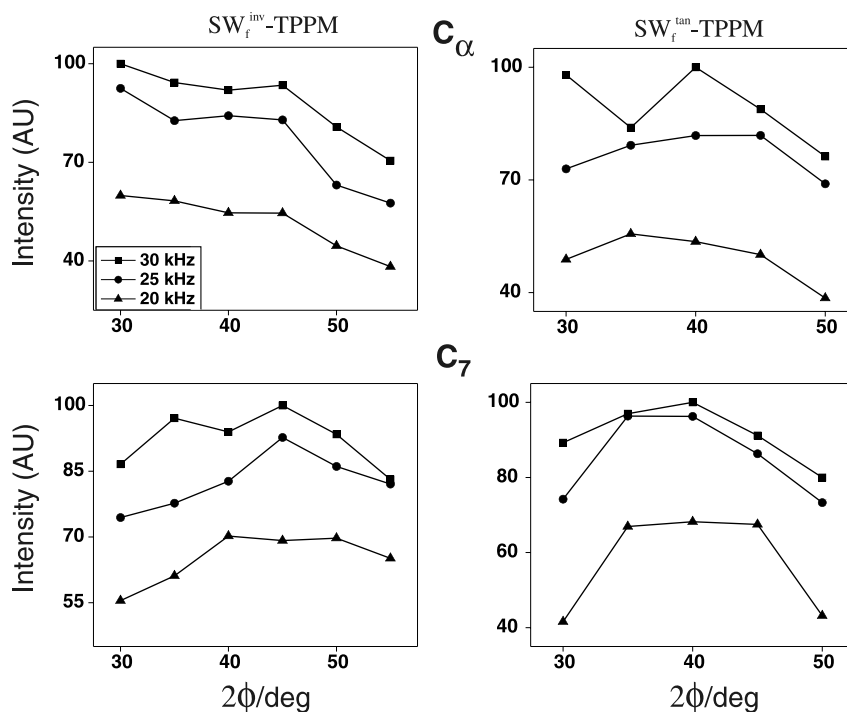 SW_f^inv-TPPM
C_α
SW_f^tan-TPPM
Intensity (AU)
100
70
40
30 kHz
25 kHz
20 kHz
30 40 50
100
70
40
30 40 50
C_7
Intensity (AU)
100
85
70
55
30 40 50
2ϕ/deg
100
80
60
40
30 40 50
2ϕ/deg